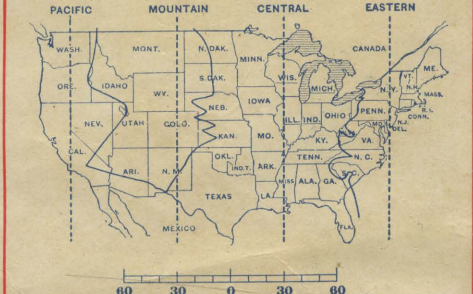 PACIFIC MOUNTAIN CENTRAL EASTERN
WASH. MONT. N. DAK. MINN. CANADA ME.
ORE. IDAHO WY. S. DAK. WIS. MICH. N.Y. VT. N.H. MASS.
R.I.
CONN.
NEV. UTAH COLO. NEB. IOWA ILL. IND. OHIO PENN. N.J.
DEL.
CAL. KAN. MO. KY. VA.
ARI. N.M. OKL. IND.T. ARK. TENN. N.C.
TEXAS LA. MISS ALA. GA. S.C.
MEXICO FLA.
60 30 0 30 60